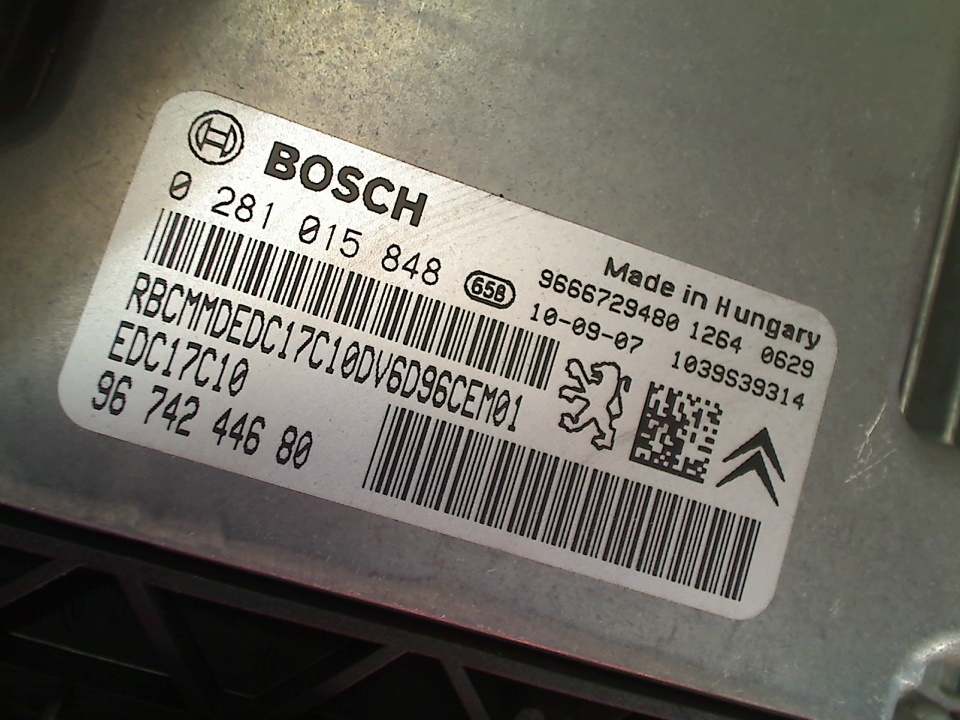 BOSCH
0 281 015 848
658
Made in Hungary
9666729480 1264 0629
10-09-07 1039S39314
RBCMMDEDC17C10DV6D96CEM01
EDC17C10
96 742 446 80